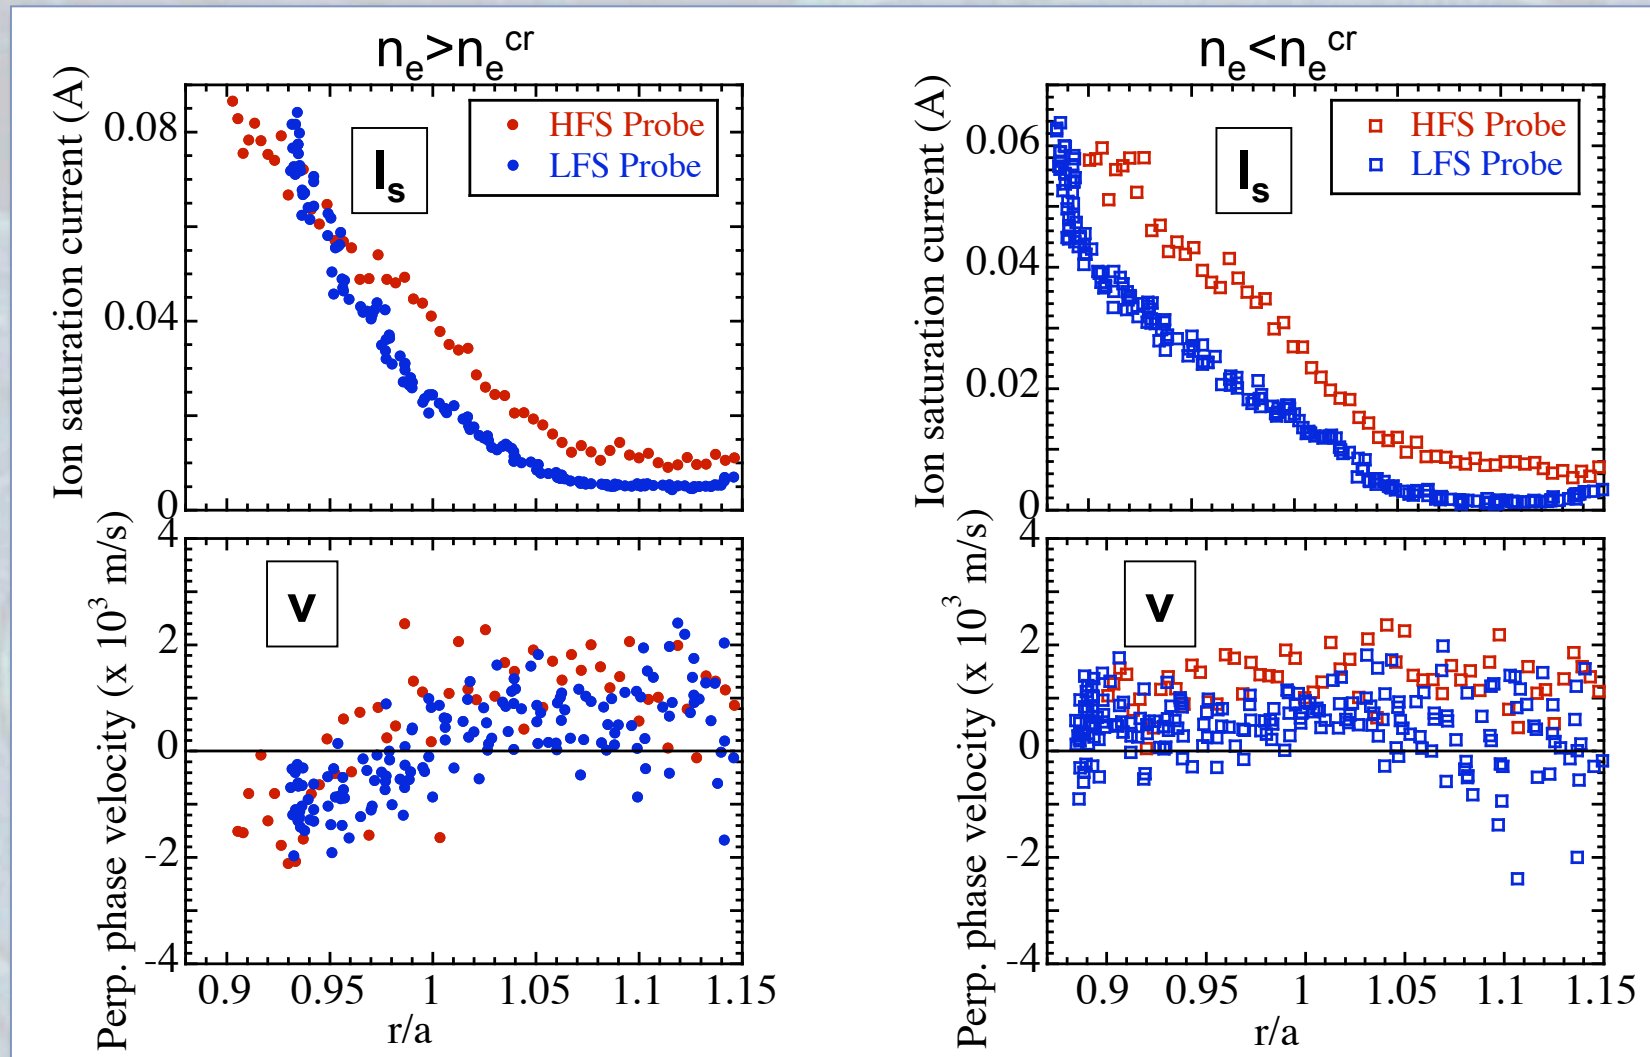 nₑ>nₑᶜʳ
Ion saturation current (A)
0.08
0.04
0
Iₛ
HFS Probe
LFS Probe
Perp. phase velocity (x 10³ m/s)
4
2
0
-2
-4
v
0.9 0.95 1 1.05 1.1 1.15
r/a
nₑ<nₑᶜʳ
Ion saturation current (A)
0.06
0.04
0.02
0
Iₛ
HFS Probe
LFS Probe
Perp. phase velocity (x 10³ m/s)
4
2
0
-2
-4
v
0.9 0.95 1 1.05 1.1 1.15
r/a